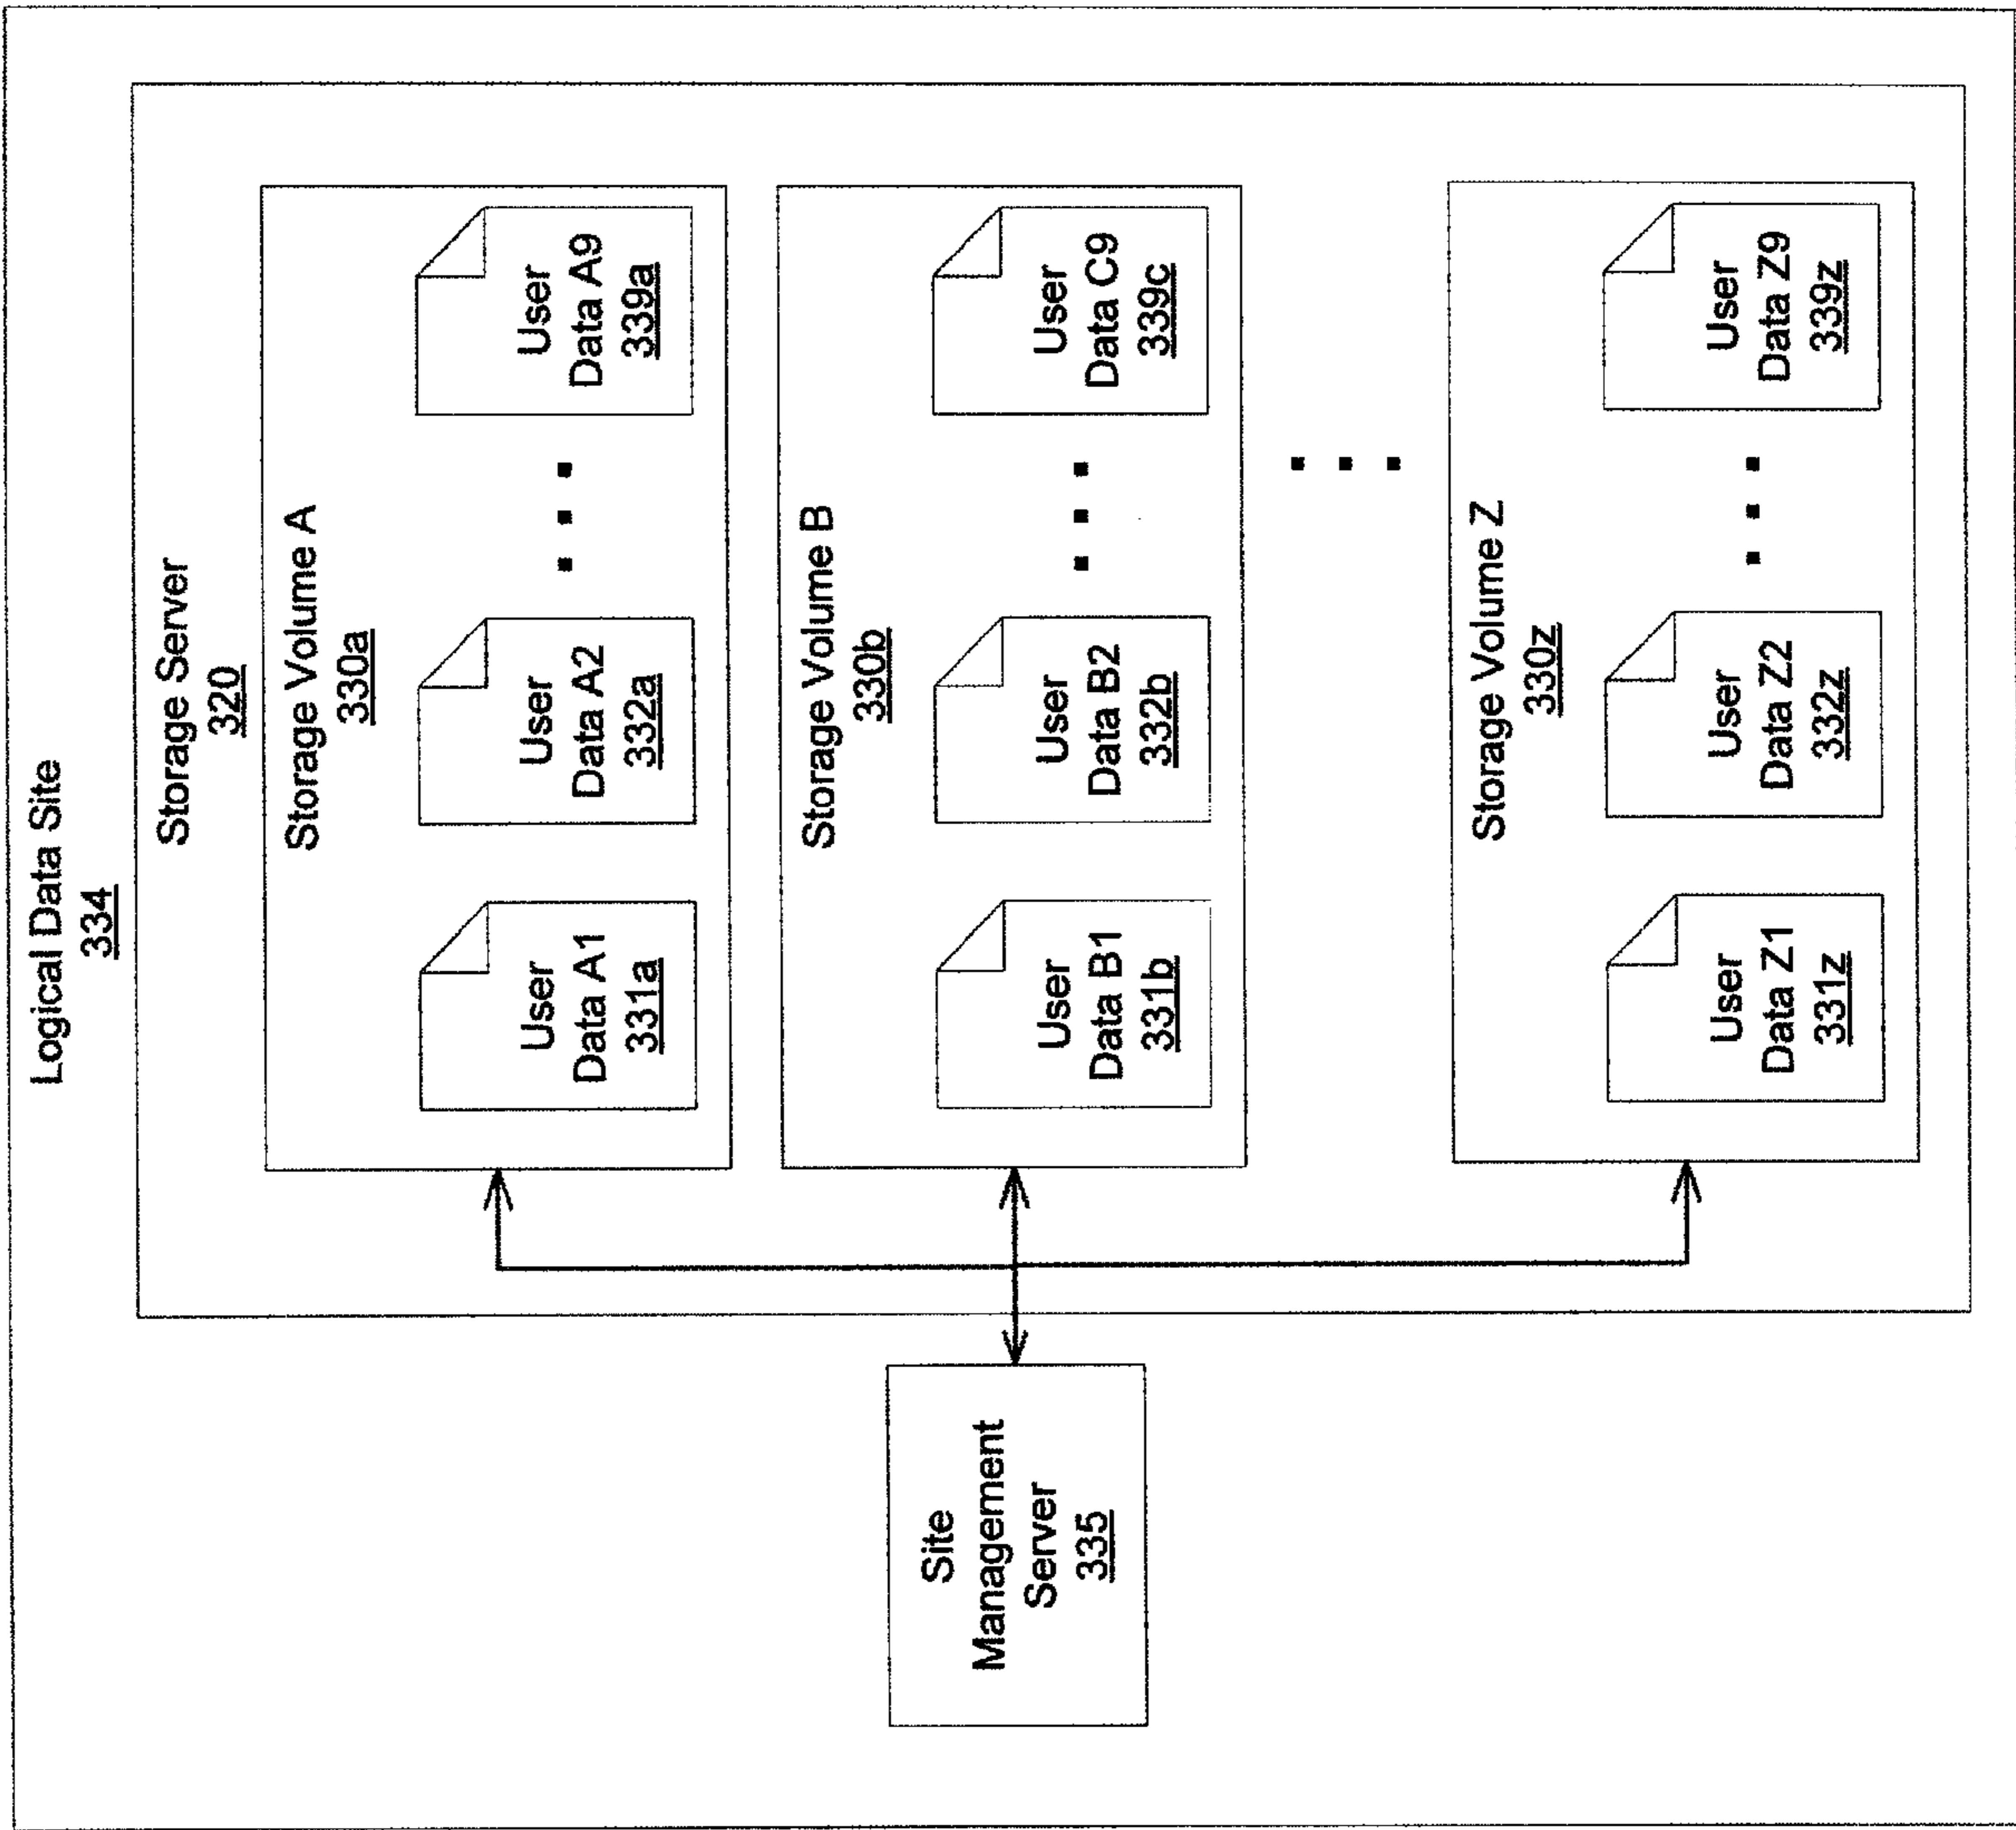 Logical Data Site
334
Storage Server
320
Storage Volume A
330a
User
Data A1
331a
User
Data A2
332a
User
Data A9
339a
Site
Management
Server
335
Storage Volume B
330b
User
Data B1
331b
User
Data B2
332b
User
Data C9
339c
Storage Volume Z
330z
User
Data Z1
331z
User
Data Z2
332z
User
Data Z9
339z